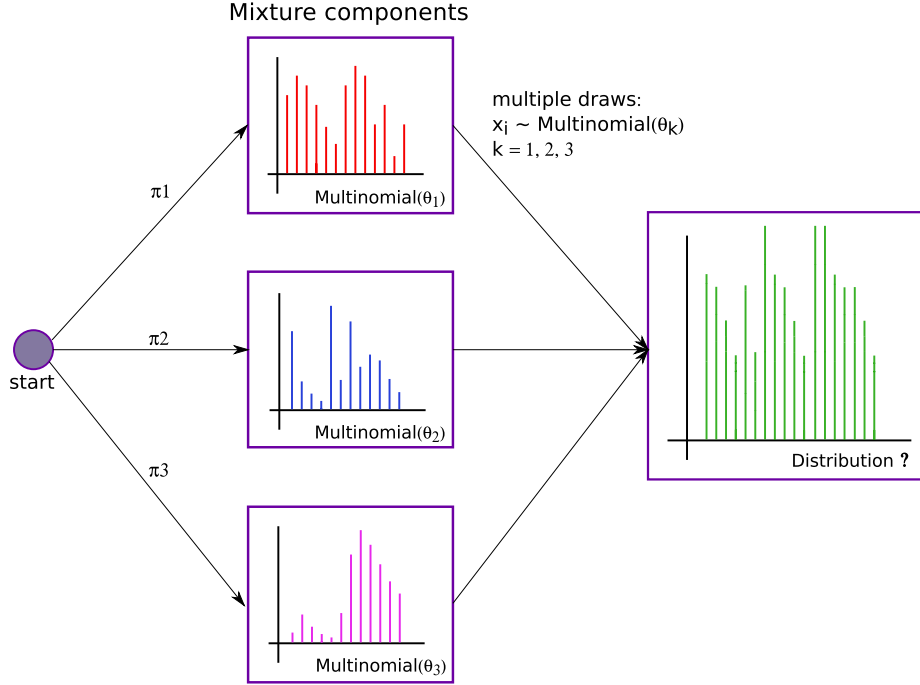 Mixture components
multiple draws:
xᵢ ~ Multinomial(θₖ)
k = 1, 2, 3
Multinomial(θ₁)
π1
π2
start
Multinomial(θ₂)
Distribution ?
π3
Multinomial(θ₃)